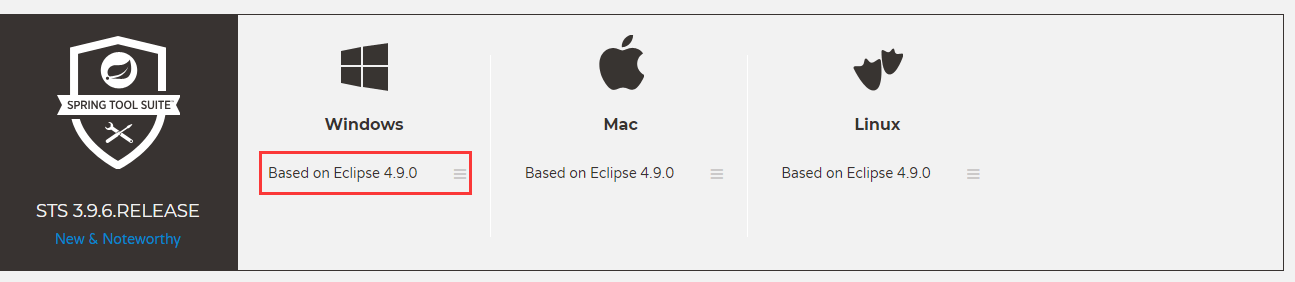 SPRING TOOL SUITE
STS 3.9.6.RELEASE
New & Noteworthy
Windows
Based on Eclipse 4.9.0
Mac
Based on Eclipse 4.9.0
Linux
Based on Eclipse 4.9.0